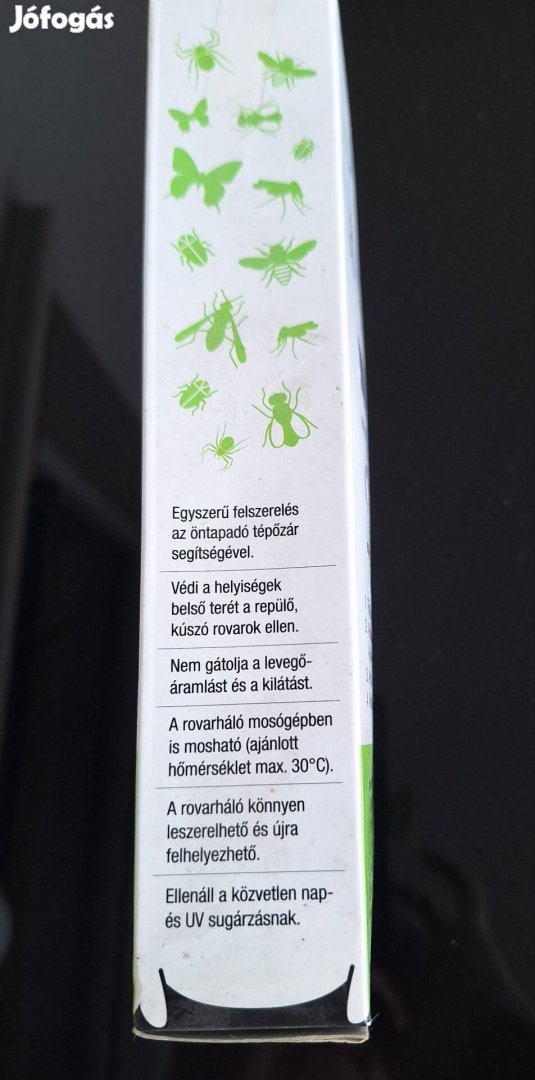 Jófogás
Egyszerű felszerelés
az öntapadó tépőzár
segítségével.
Védi a helyiségek
belső terét a repülő,
kúszó rovarok ellen.
Nem gátolja a levegő-
áramlást és a kilátást.
A rovarháló mosógépben
is mosható (ajánlott
hőmérséklet max. 30°C).
A rovarháló könnyen
leszerelhető és újra
felhelyezhető.
Ellenáll a közvetlen nap-
és UV sugárzásnak.